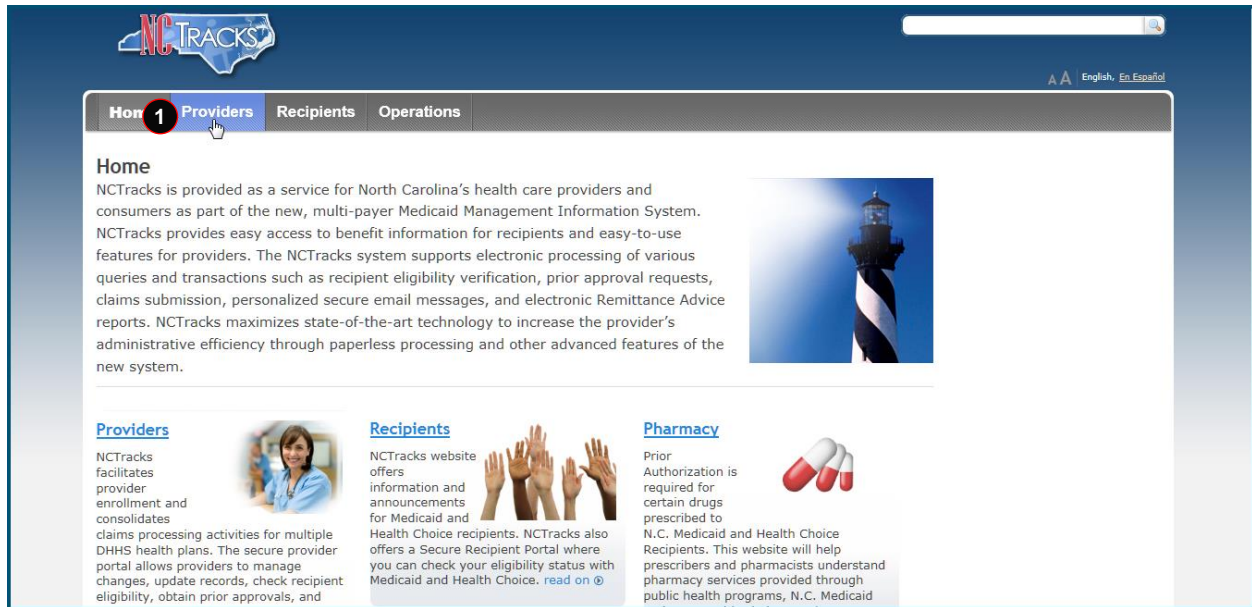 NCTRACKS
A A English, En Español
Home 1 Providers Recipients Operations
Home
NCTracks is provided as a service for North Carolina's health care providers and
consumers as part of the new, multi-payer Medicaid Management Information System.
NCTracks provides easy access to benefit information for recipients and easy-to-use
features for providers. The NCTracks system supports electronic processing of various
queries and transactions such as recipient eligibility verification, prior approval requests,
claims submission, personalized secure email messages, and electronic Remittance Advice
reports. NCTracks maximizes state-of-the-art technology to increase the provider's
administrative efficiency through paperless processing and other advanced features of the
new system.
Providers
NCTracks
facilitates
provider
enrollment and
consolidates
claims processing activities for multiple
DHHS health plans. The secure provider
portal allows providers to manage
changes, update records, check recipient
eligibility, obtain prior approvals, and
Recipients
NCTracks website
offers
information and
announcements
for Medicaid and
Health Choice recipients. NCTracks also
offers a Secure Recipient Portal where
you can check your eligibility status with
Medicaid and Health Choice. read on
Pharmacy
Prior
Authorization is
required for
certain drugs
prescribed to
N.C. Medicaid and Health Choice
Recipients. This website will help
prescribers and pharmacists understand
pharmacy services provided through
public health programs, N.C. Medicaid